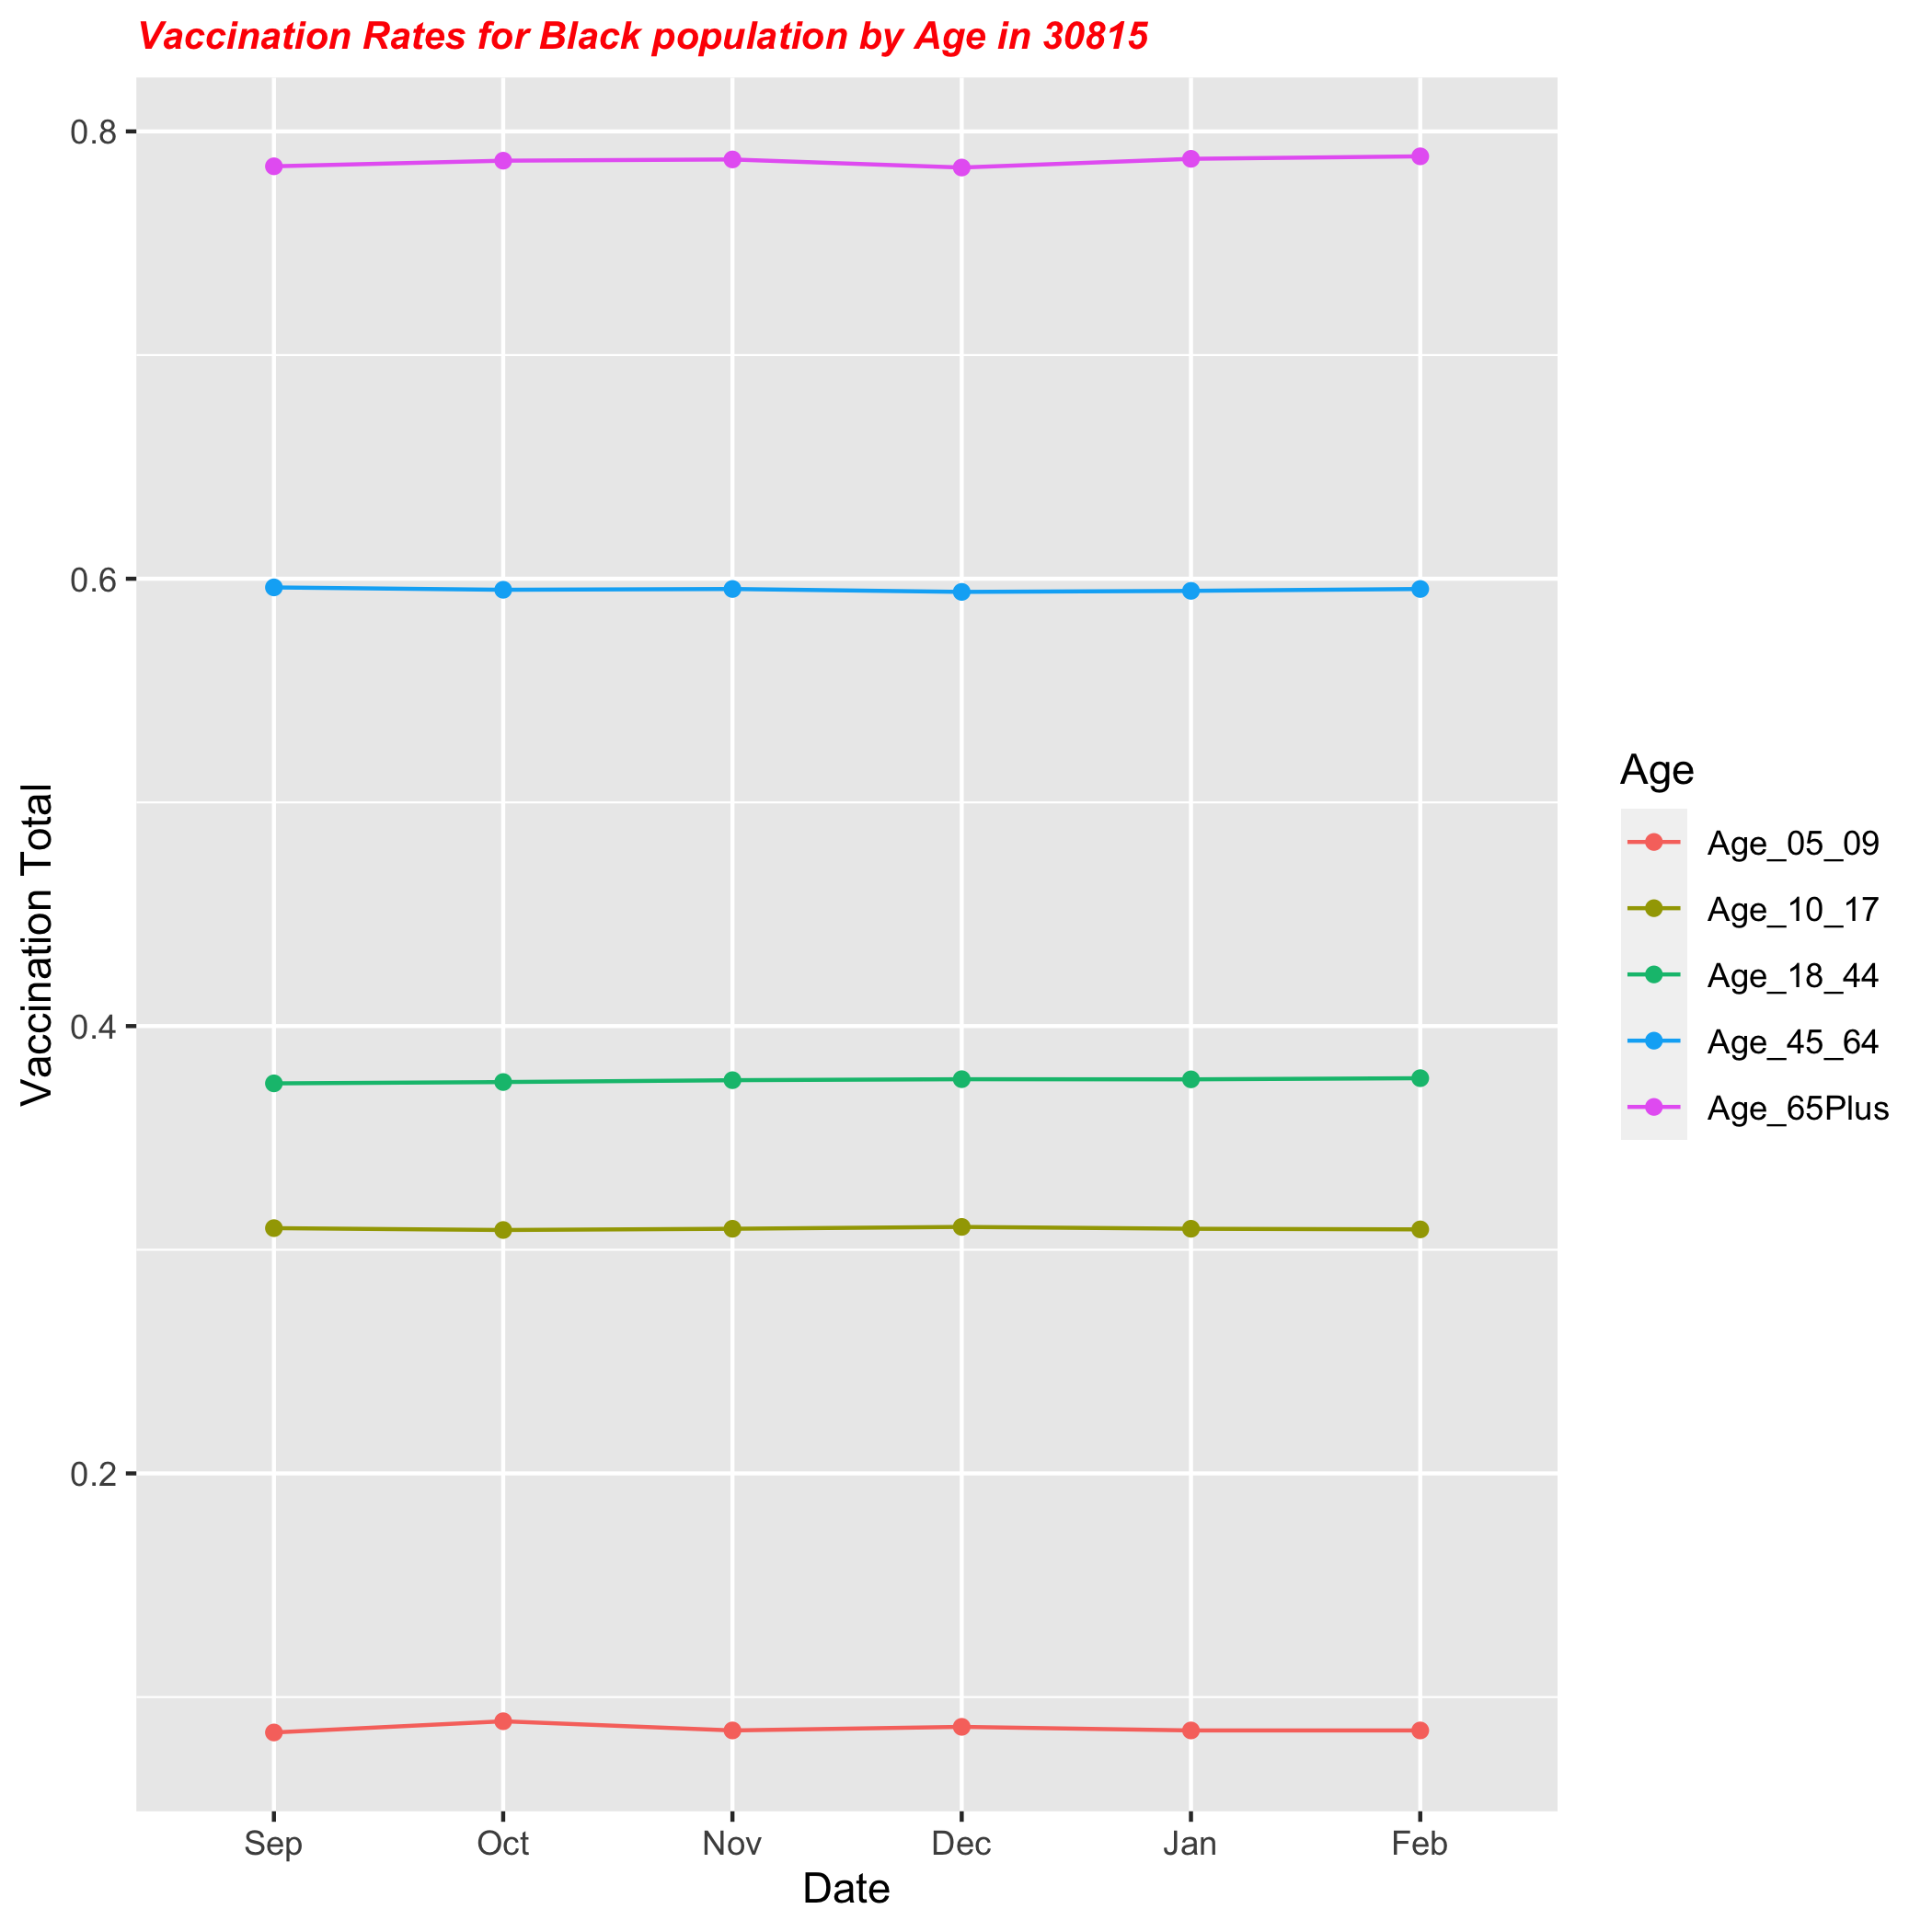 Vaccination Rates for Black population by Age in 30815
0.8
0.6
0.4
0.2
Vaccination Total
Sep Oct Nov Dec Jan Feb
Date
Age
Age_05_09
Age_10_17
Age_18_44
Age_45_64
Age_65Plus